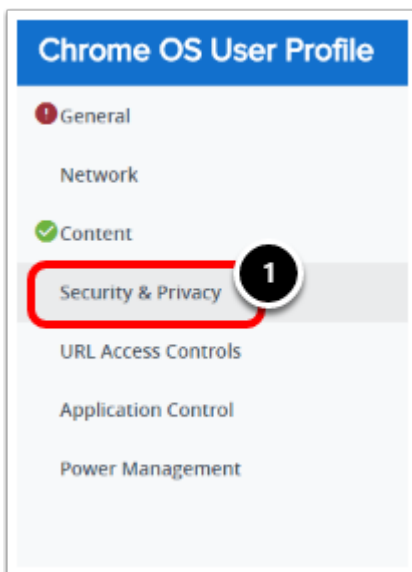 Chrome OS User Profile
General
Network
Content
1
Security & Privacy
URL Access Controls
Application Control
Power Management